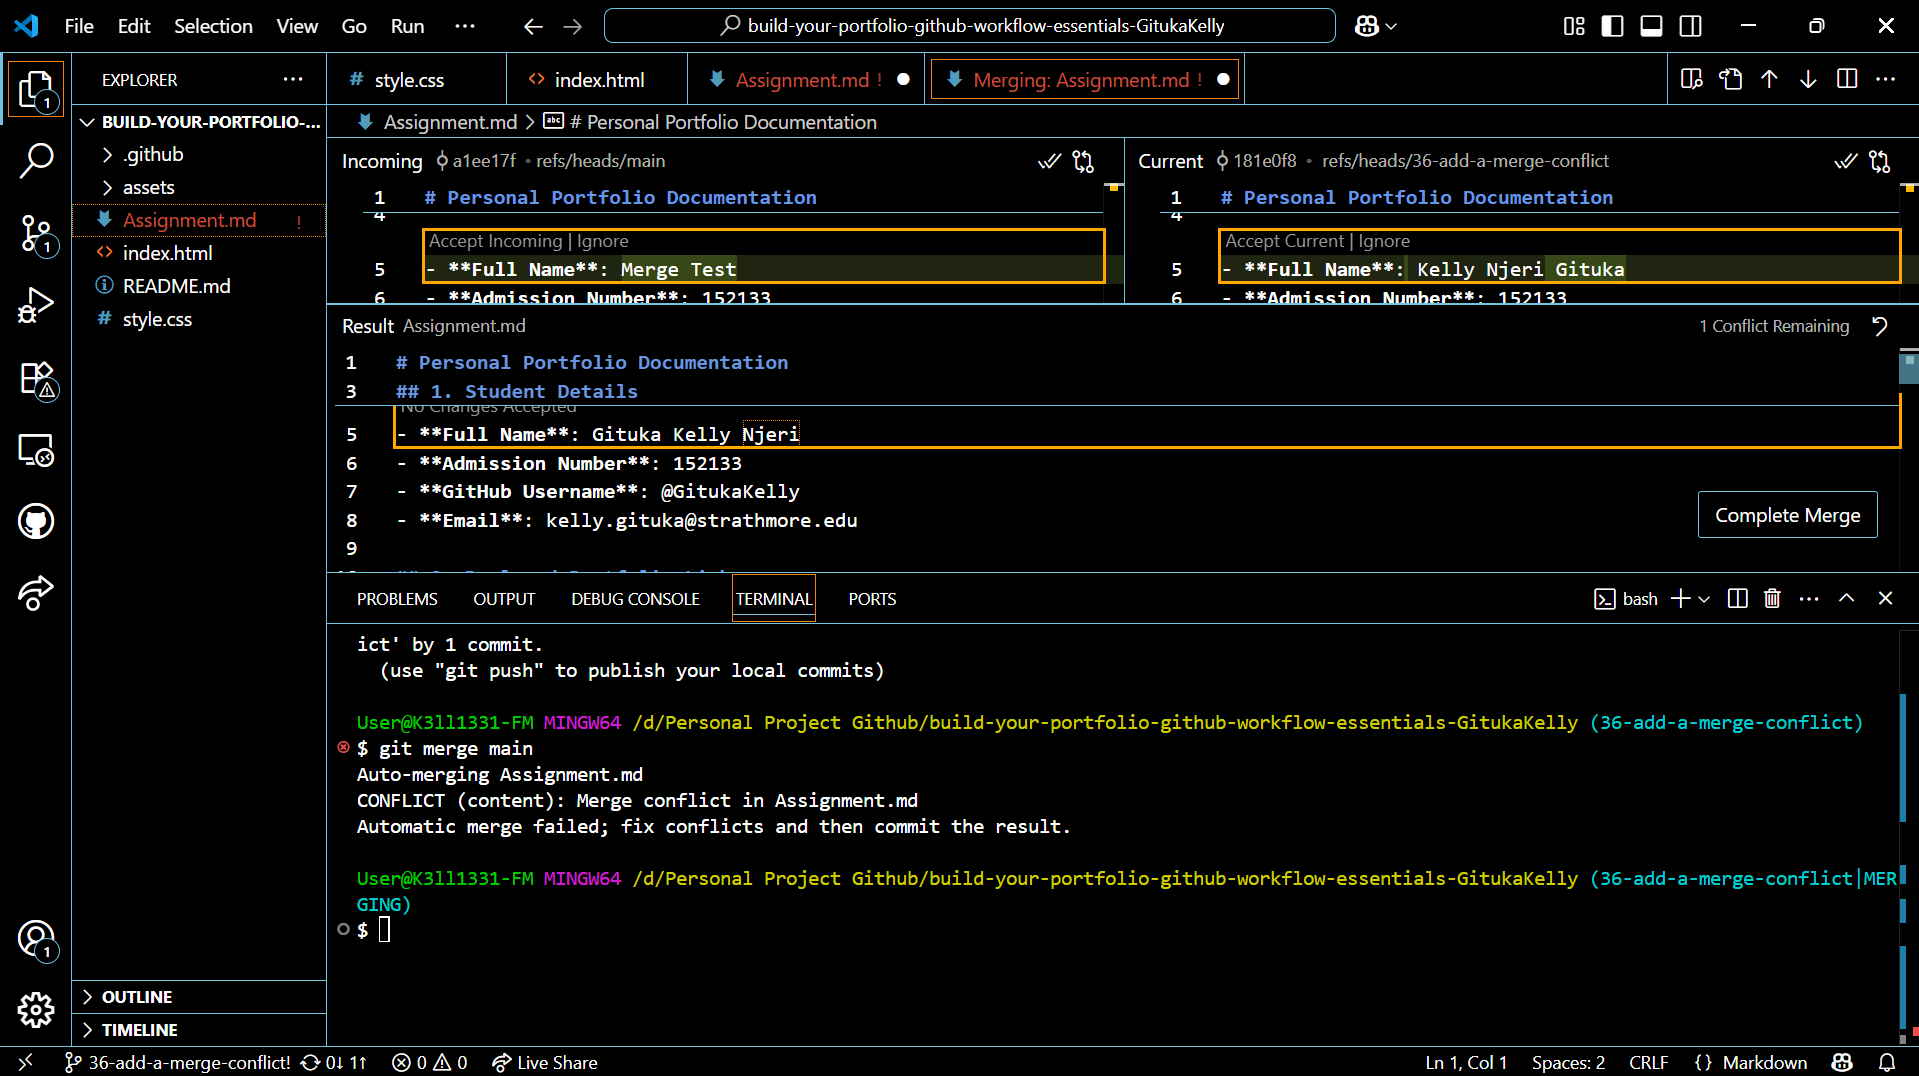 File Edit Selection View Go Run ··· build-your-portfolio-github-workflow-essentials-GitukaKelly
EXPLORER ···
1
BUILD-YOUR-PORTFOLIO-...
.github
assets
Assignment.md !
index.html
README.md
style.css
1
1
OUTLINE
TIMELINE
# style.css <> index.html Assignment.md ! Merging: Assignment.md !
Assignment.md > # Personal Portfolio Documentation
Incoming a1ee17f • refs/heads/main
1 # Personal Portfolio Documentation
4
Accept Incoming | Ignore
5 - **Full Name**: Merge Test
6 - **Admission Number**: 152133
Current 181e0f8 • refs/heads/36-add-a-merge-conflict
1 # Personal Portfolio Documentation
4
Accept Current | Ignore
5 - **Full Name**: Kelly Njeri Gituka
6 - **Admission Number**: 152133
Result Assignment.md 1 Conflict Remaining
1 # Personal Portfolio Documentation
3 ## 1. Student Details
No Changes Accepted
5 - **Full Name**: Gituka Kelly Njeri
6 - **Admission Number**: 152133
7 - **GitHub Username**: @GitukaKelly
8 - **Email**: kelly.gituka@strathmore.edu
9
Complete Merge
PROBLEMS OUTPUT DEBUG CONSOLE TERMINAL PORTS bash
ict' by 1 commit.
(use "git push" to publish your local commits)
User@K3ll1331-FM MINGW64 /d/Personal Project Github/build-your-portfolio-github-workflow-essentials-GitukaKelly (36-add-a-merge-conflict)
$ git merge main
Auto-merging Assignment.md
CONFLICT (content): Merge conflict in Assignment.md
Automatic merge failed; fix conflicts and then commit the result.
User@K3ll1331-FM MINGW64 /d/Personal Project Github/build-your-portfolio-github-workflow-essentials-GitukaKelly (36-add-a-merge-conflict|MER
GING)
$
36-add-a-merge-conflict! 0↓ 1↑ 0 0 Live Share Ln 1, Col 1 Spaces: 2 CRLF {} Markdown